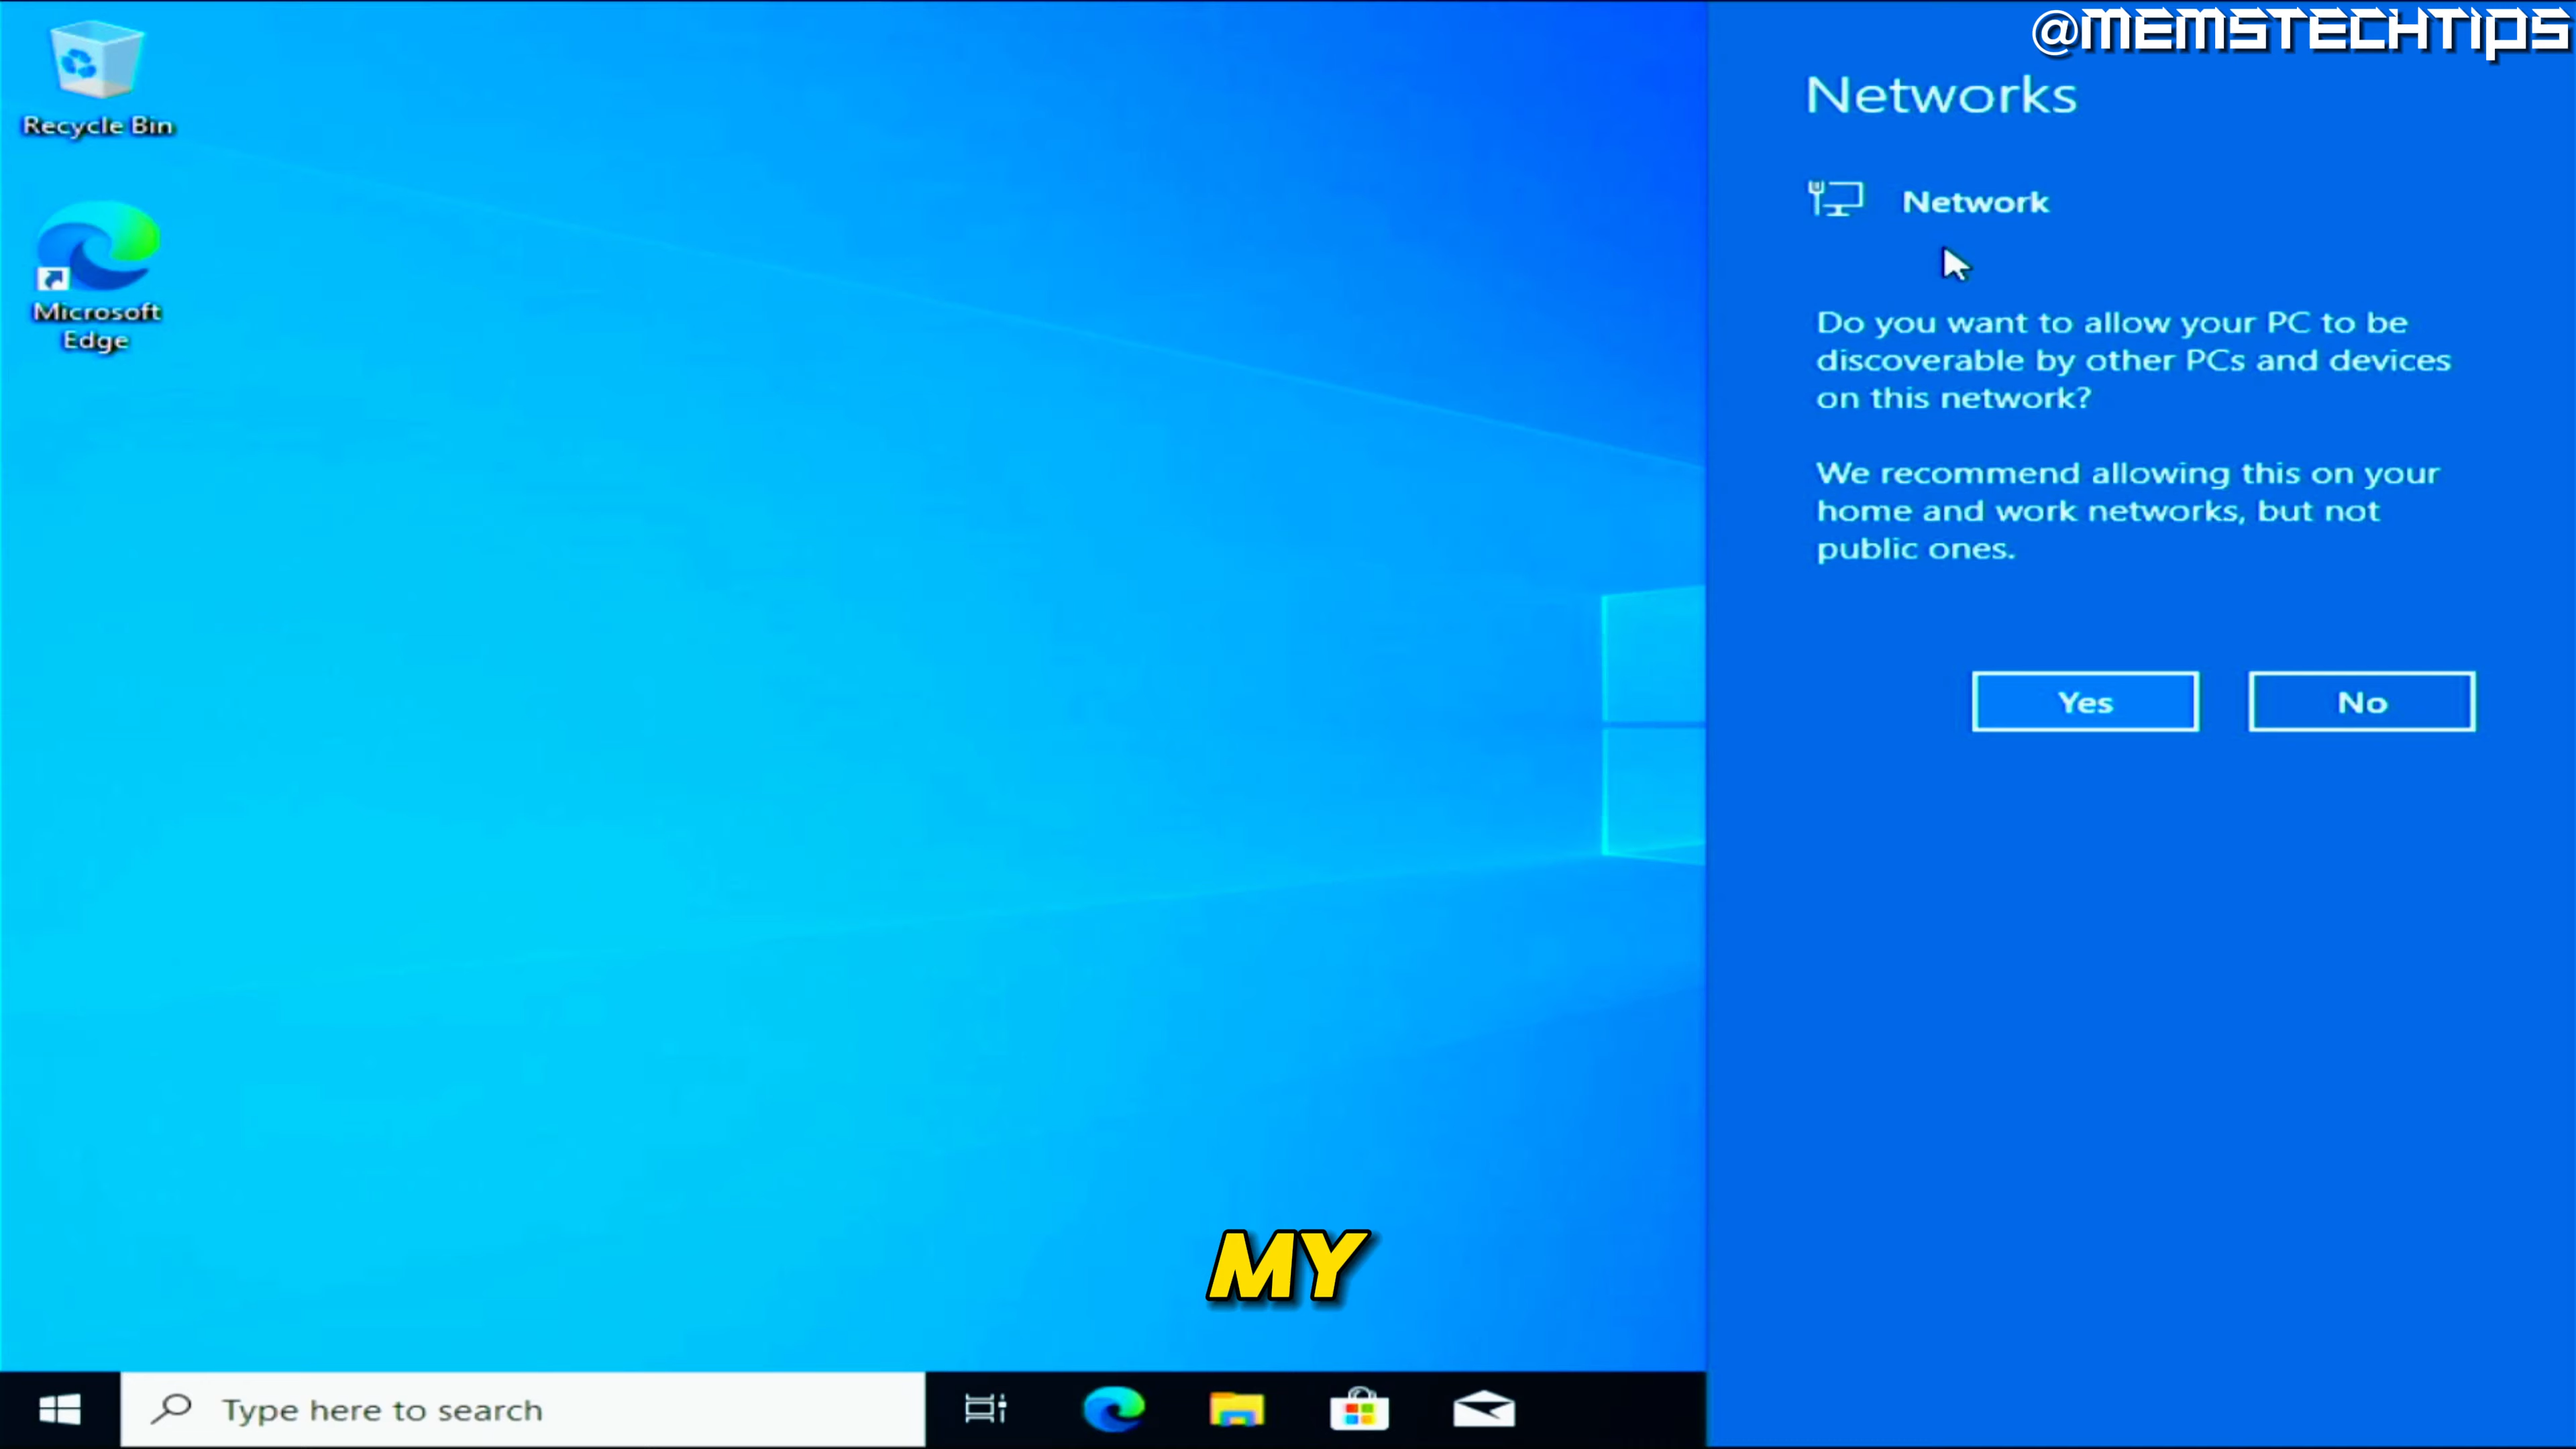 @MEMSTECHTIPS
Recycle Bin
Microsoft
Edge
Networks
Network
Do you want to allow your PC to be
discoverable by other PCs and devices
on this network?
We recommend allowing this on your
home and work networks, but not
public ones.
Yes
No
MY
Type here to search